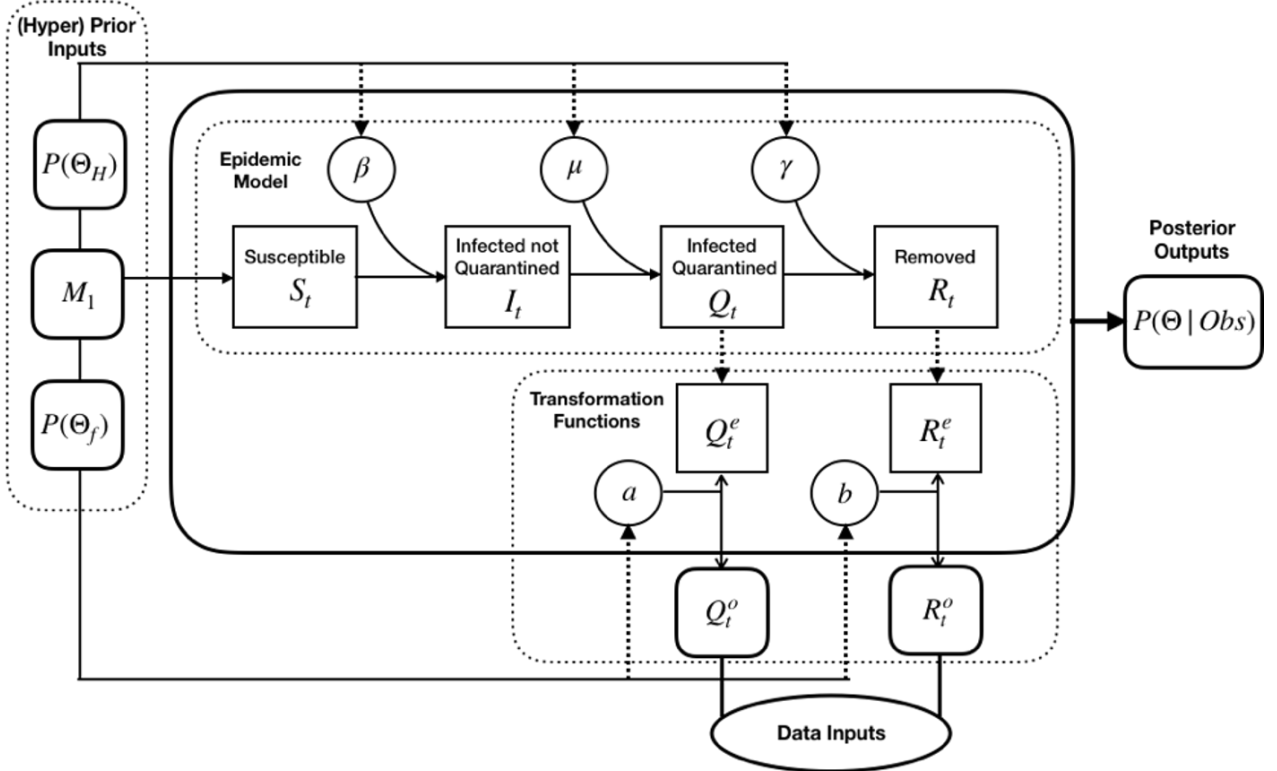 (Hyper) Prior
Inputs
P(Θ_H)
M_1
P(Θ_f)
Epidemic
Model
β
μ
γ
Susceptible
S_t
Infected not
Quarantined
I_t
Infected
Quarantined
Q_t
Removed
R_t
Posterior
Outputs
P(Θ | Obs)
Transformation
Functions
Q_t^e
R_t^e
a
b
Q_t^o
R_t^o
Data Inputs